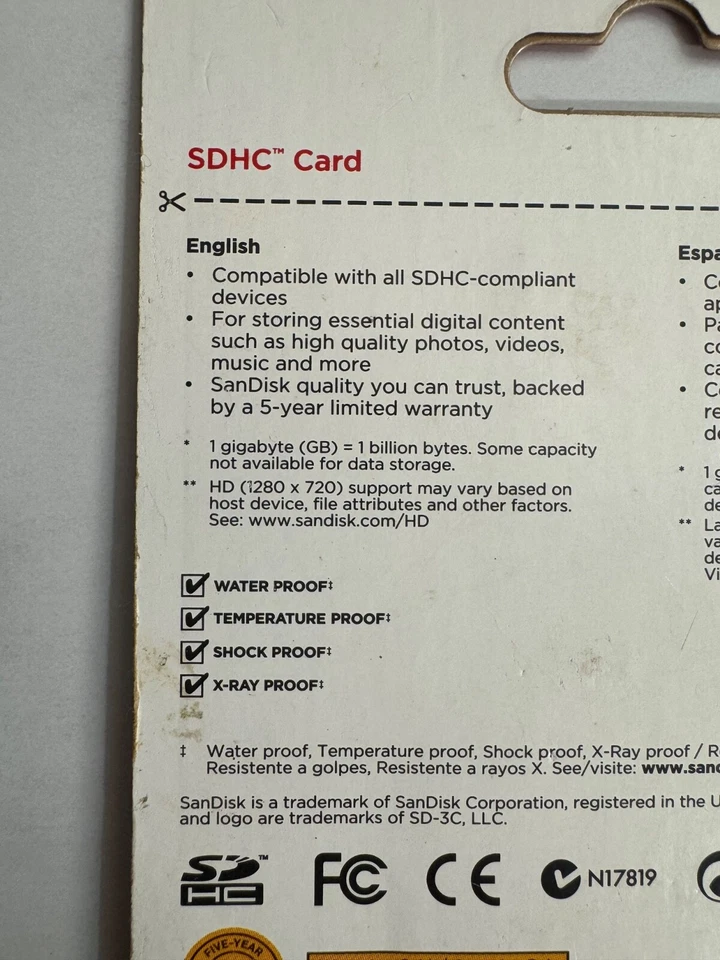 SDHC™ Card
English
• Compatible with all SDHC-compliant
devices
• For storing essential digital content
such as high quality photos, videos,
music and more
• SanDisk quality you can trust, backed
by a 5-year limited warranty
* 1 gigabyte (GB) = 1 billion bytes. Some capacity
not available for data storage.
** HD (1280 x 720) support may vary based on
host device, file attributes and other factors.
See: www.sandisk.com/HD
WATER PROOF‡
TEMPERATURE PROOF‡
SHOCK PROOF‡
X-RAY PROOF‡
‡ Water proof, Temperature proof, Shock proof, X-Ray proof /
Resistente a golpes, Resistente a rayos X. See/visite:
SanDisk is a trademark of SanDisk Corporation, registered in the
and logo are trademarks of SD-3C, LLC.
SD HC™ FC CE N17819
FIVE-YEAR